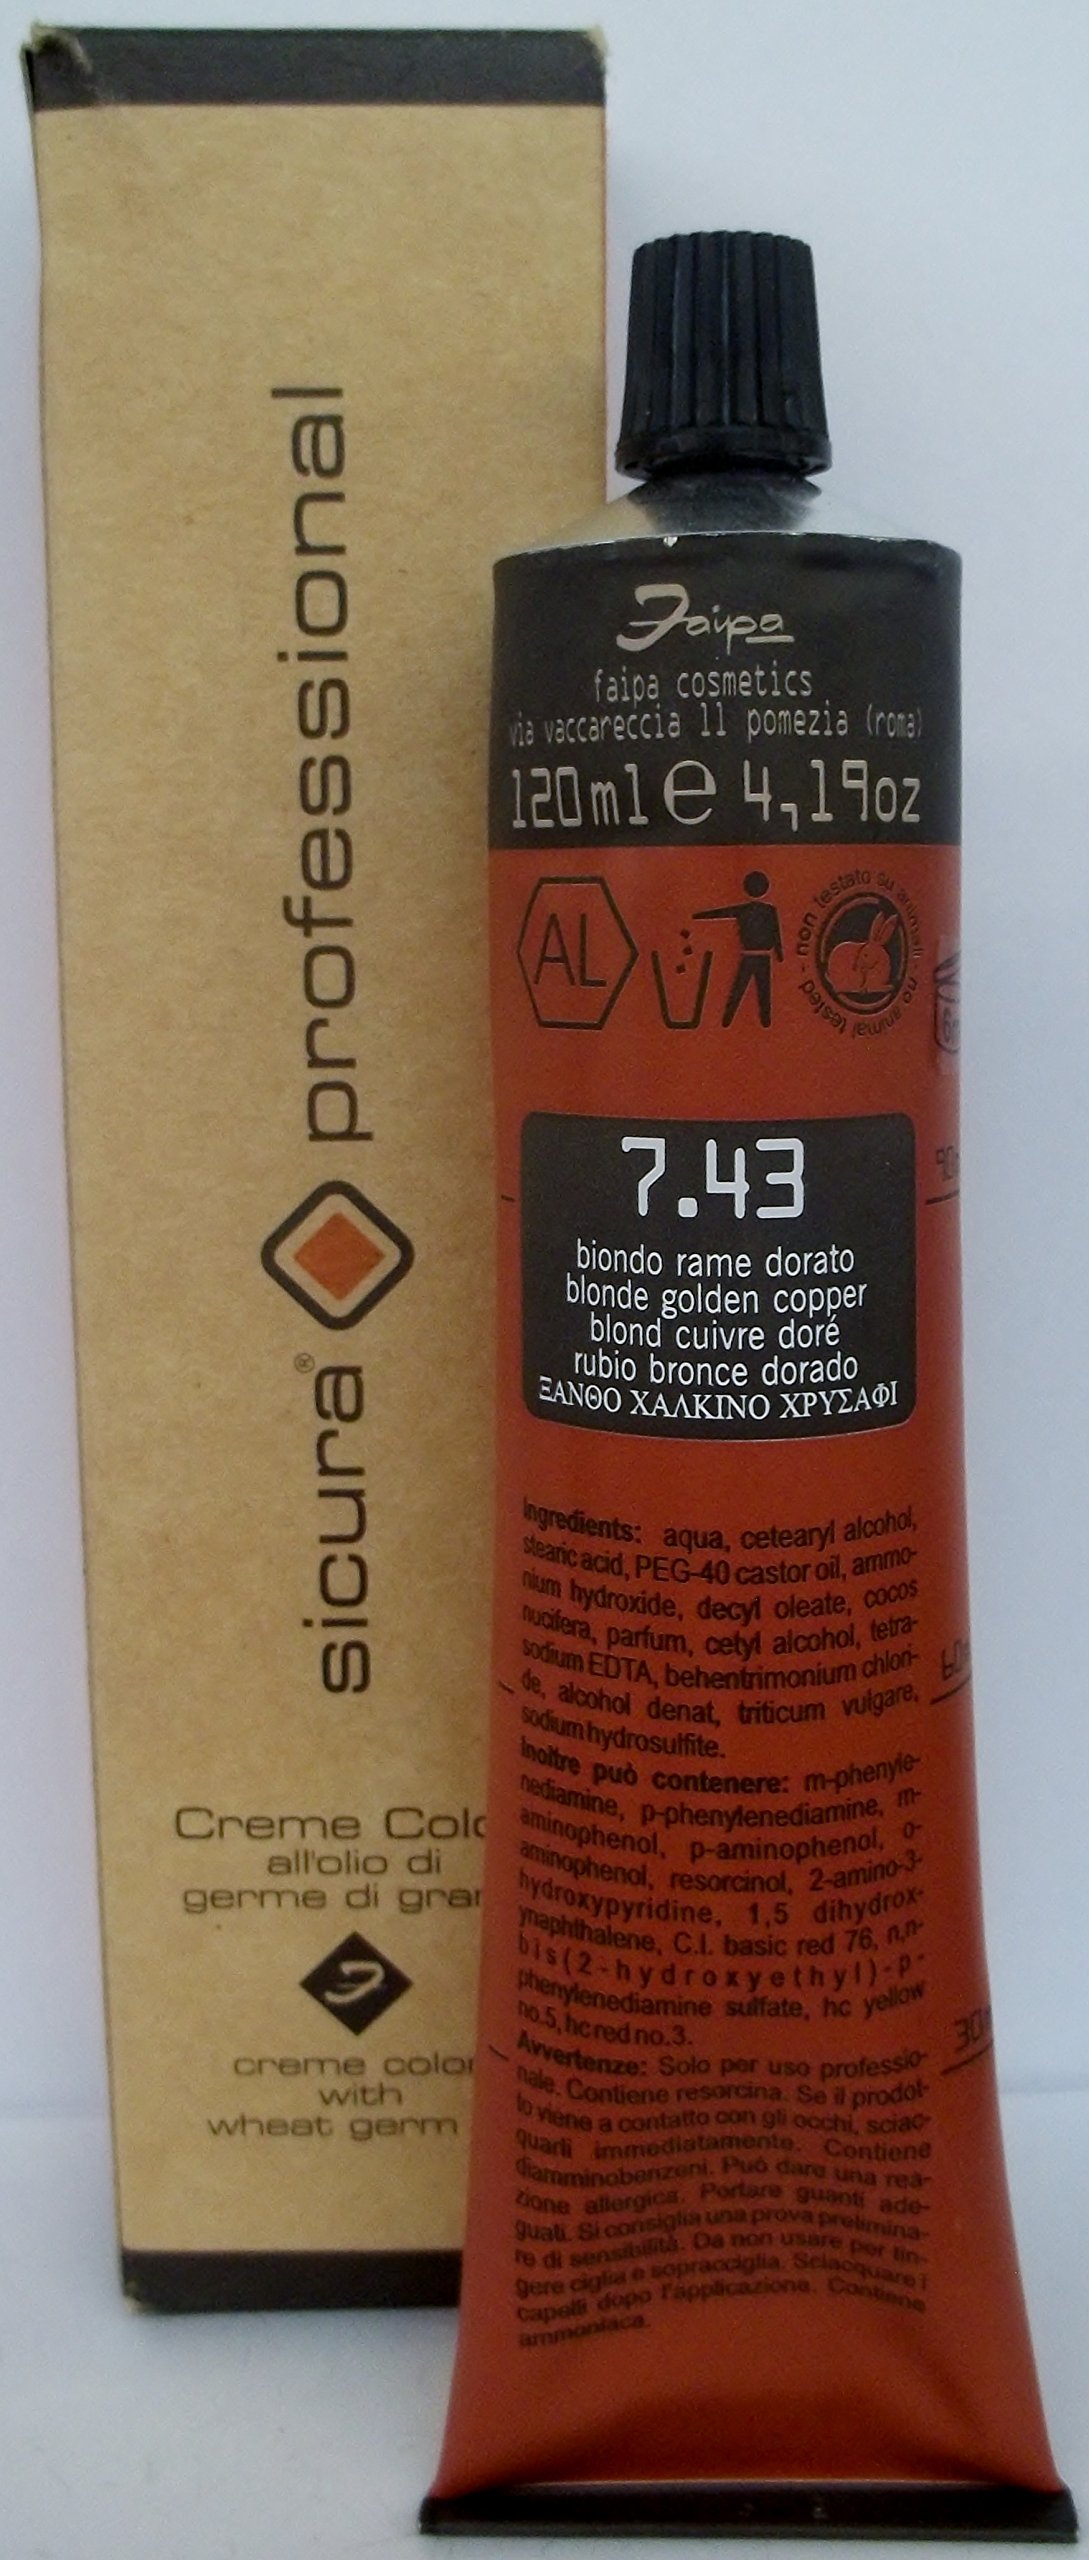 sicura® professional
Creme Colo
all'olio di
germe di gran
creme color
with
wheat germ
Faipa
faipa cosmetics
via vaccareccia 11 pomezia (roma)
120ml e 4,19oz
AL
non testato su animali - no animal tested -
7.43
biondo rame dorato
blonde golden copper
blond cuivre doré
rubio bronce dorado
ΞΑΝΘΟ ΧΑΛΚΙΝΟ ΧΡΥΣΑΦΙ
Ingredients: aqua, cetearyl alcohol,
stearic acid, PEG-40 castor oil, ammo-
nium hydroxide, decyl oleate, cocos
nucifera, parfum, cetyl alcohol, tetra-
sodium EDTA, behentrimonium chlori-
de, alcohol denat, triticum vulgare,
sodium hydrosulfite.
Inoltre può contenere: m-phenyle-
nediamine, p-phenylenediamine, m-
aminophenol, p-aminophenol, o-
aminophenol, resorcinol, 2-amino-3-
hydroxypyridine, 1,5 dihydrox-
ynaphthalene, C.I. basic red 76, n,n-
bis(2-hydroxyethyl)-p-
phenylenediamine sulfate, hc yellow
no.5, hc red no.3.
Avvertenze: Solo per uso professio-
nale. Contiene resorcina. Se il prodot-
to viene a contatto con gli occhi, sciac-
quarli immediatamente. Contiene
diamminobenzeni. Può dare una rea-
zione allergica. Portare guanti ade-
guati. Si consiglia una prova prelimina-
re di sensibilità. Da non usare per tin-
gere ciglia e sopracciglia. Sciacquare i
capelli dopo l'applicazione. Contiene
ammoniaca.
90
60
30